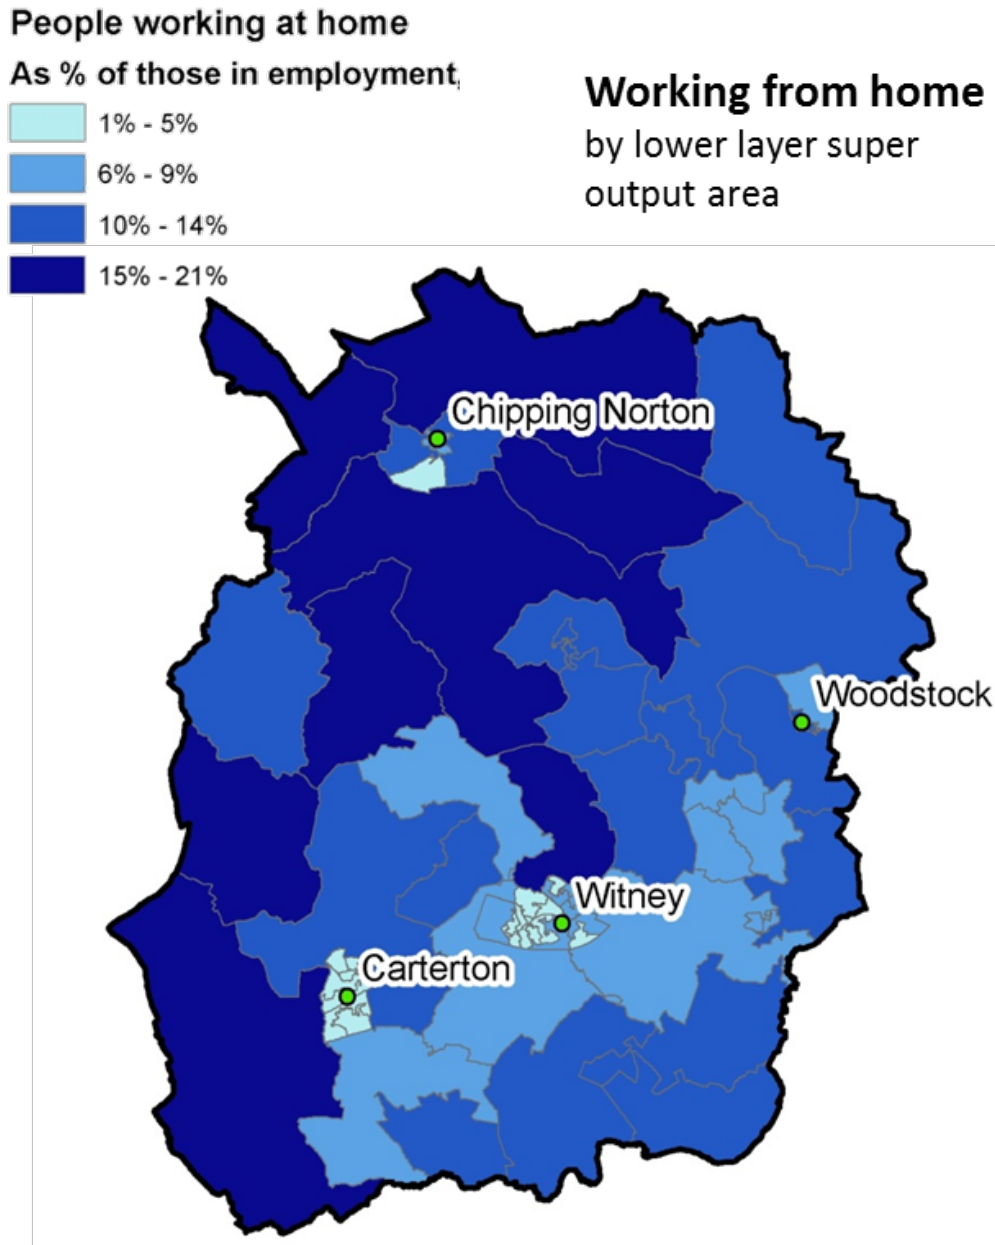 People working at home
As % of those in employment,
1% - 5%
6% - 9%
10% - 14%
15% - 21%
Working from home
by lower layer super
output area
Chipping Norton
Woodstock
Witney
Carterton